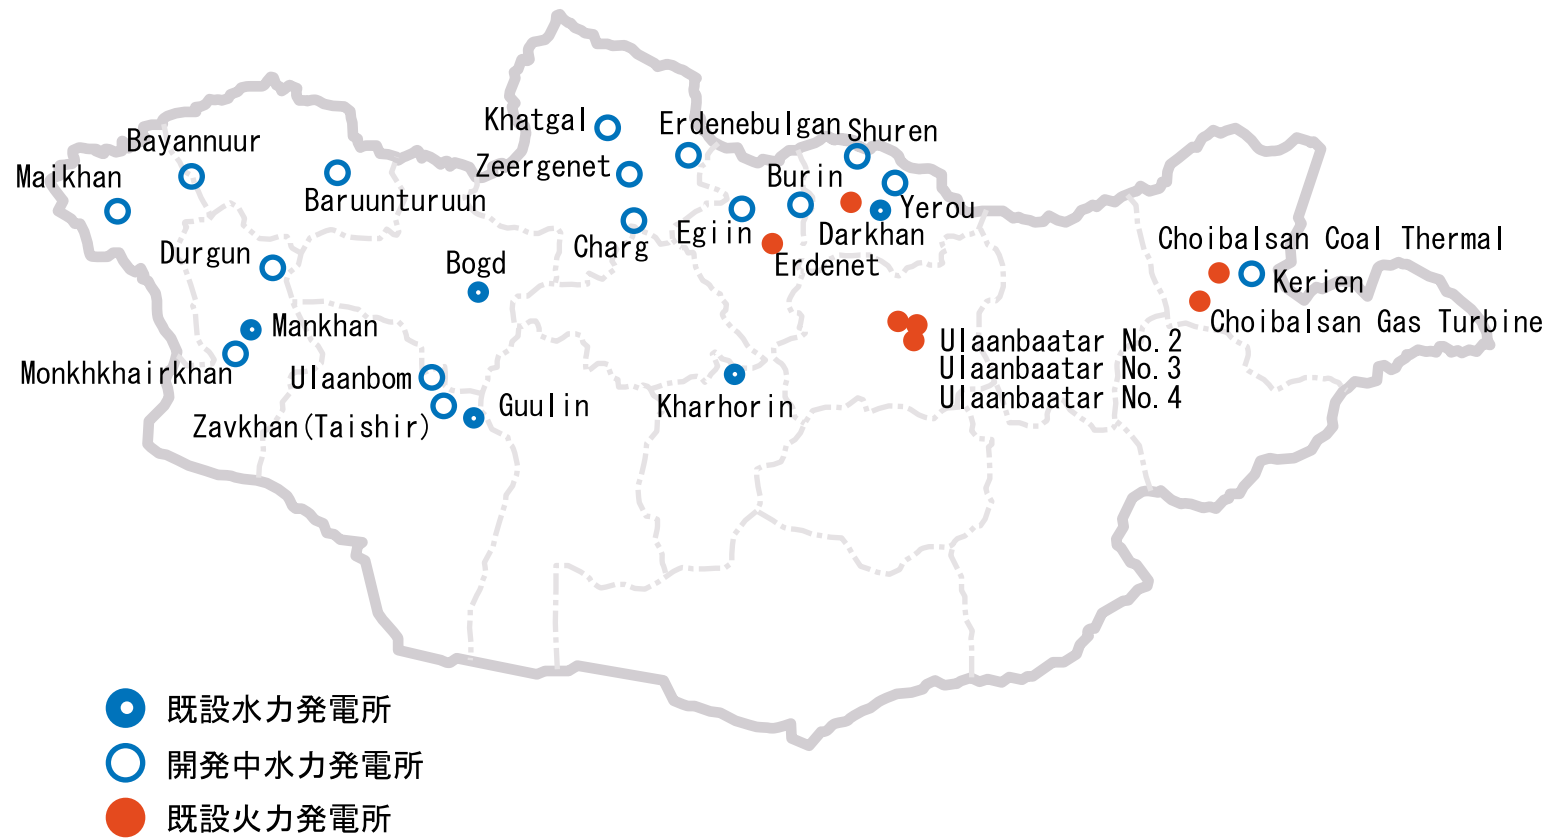 Khatgal
Erdenebulgan
Shuren
Bayannuur
Zeergenet
Maikhan
Burin
Baruunturuun
Yerou
Egiin
Darkhan
Charg
Durgun
Bogd
Erdenet
Choibalsan Coal Thermal
Kerien
Choibalsan Gas Turbine
Mankhan
Ulaanbaatar No.2
Ulaanbaatar No.3
Ulaanbaatar No.4
Monkhkhairkhan
Ulaanbom
Guulin
Kharhorin
Zavkhan(Taishir)
既設水力発電所
開発中水力発電所
既設火力発電所